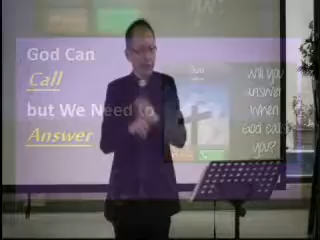 God Can
Call
but We Need to
Answer
will you
answer
when
God calls
you?